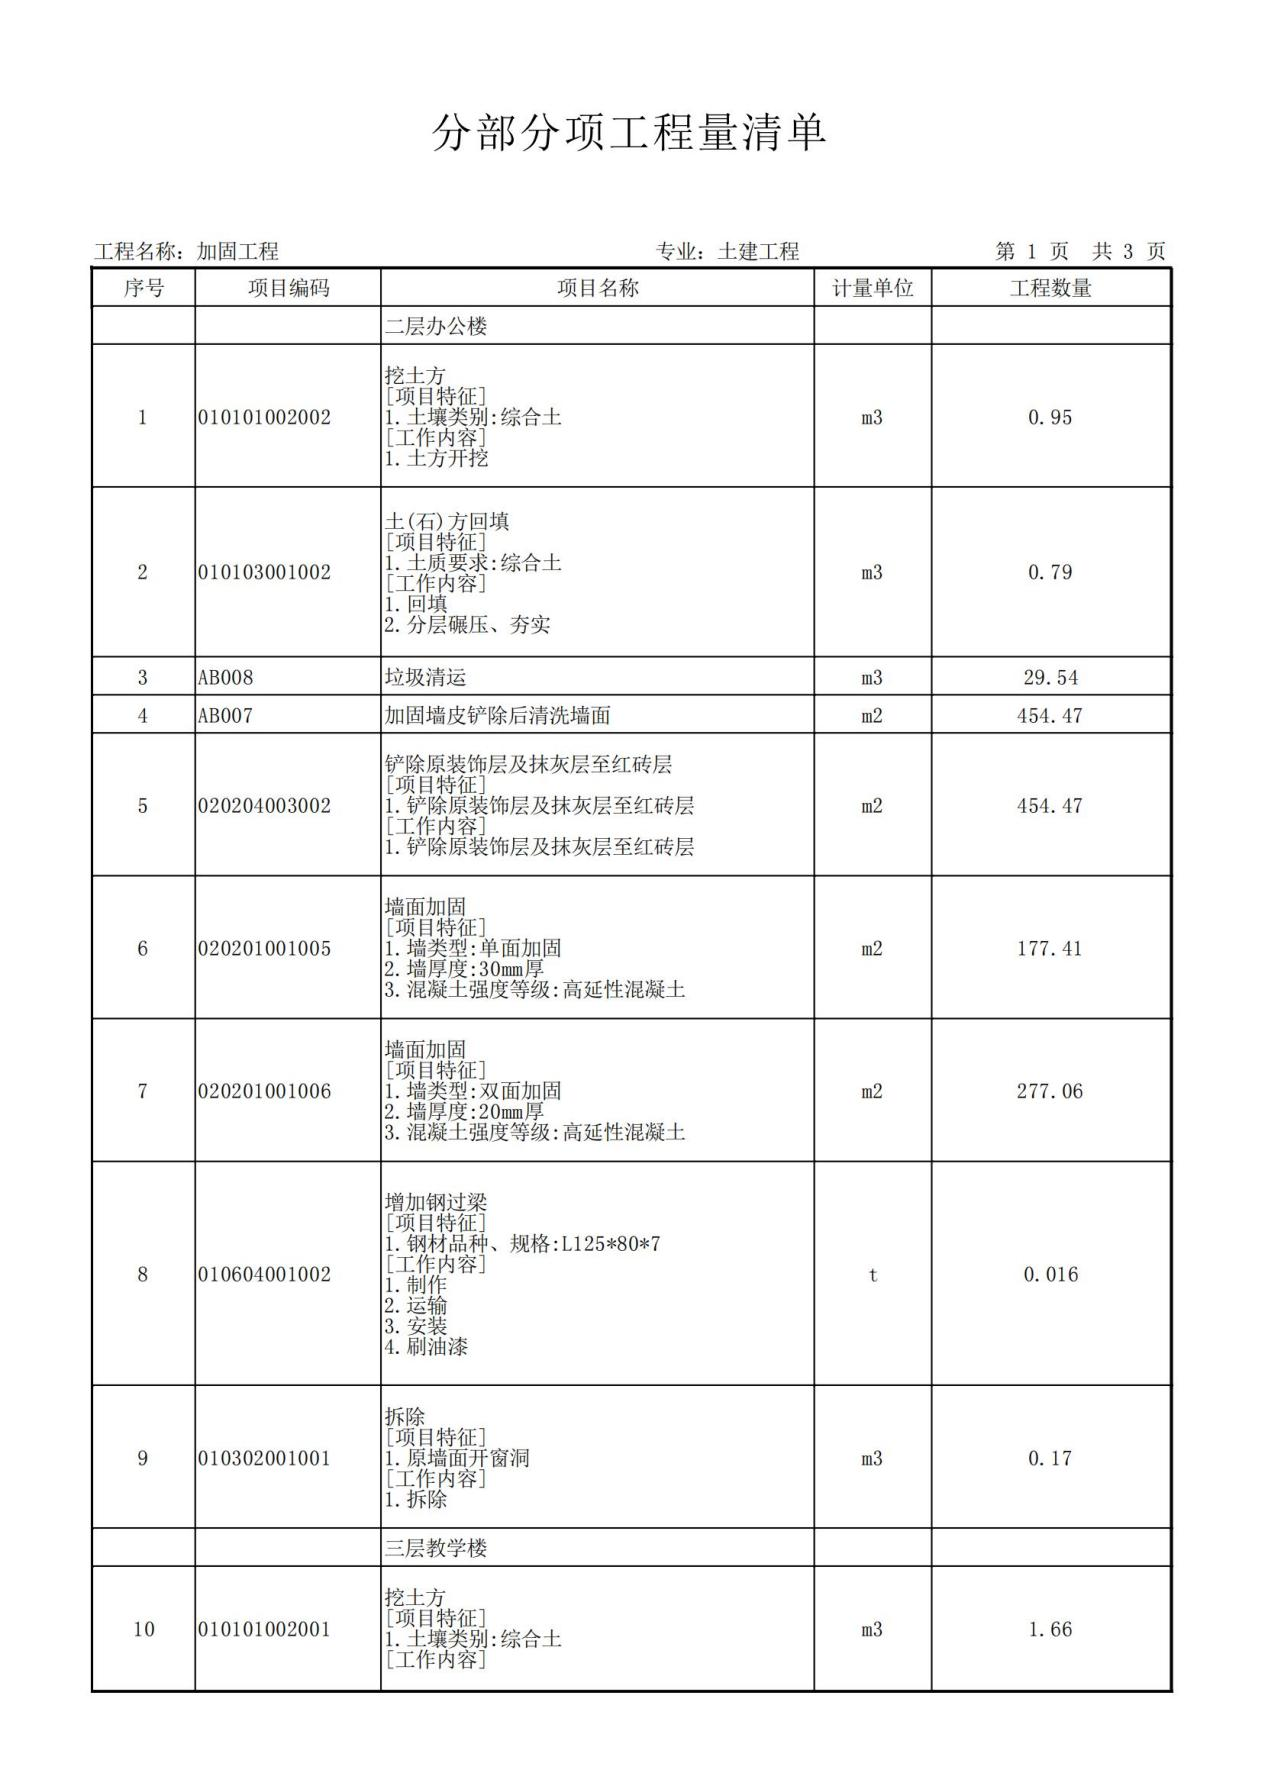 分部分项工程量清单
工程名称：加固工程 专业：土建工程 第 1 页 共 3 页
序号 项目编码 项目名称 计量单位 工程数量
二层办公楼
1 010101002002 挖土方 m3 0.95
[项目特征]
1.土壤类别:综合土
[工作内容]
1.土方开挖
2 010103001002 土(石)方回填 m3 0.79
[项目特征]
1.土质要求:综合土
[工作内容]
1.回填
2.分层碾压、夯实
3 AB008 垃圾清运 m3 29.54
4 AB007 加固墙皮铲除后清洗墙面 m2 454.47
5 020204003002 铲除原装饰层及抹灰层至红砖层 m2 454.47
[项目特征]
1.铲除原装饰层及抹灰层至红砖层
[工作内容]
1.铲除原装饰层及抹灰层至红砖层
6 020201001005 墙面加固 m2 177.41
[项目特征]
1.墙类型:单面加固
2.墙厚度:30mm厚
3.混凝土强度等级:高延性混凝土
7 020201001006 墙面加固 m2 277.06
[项目特征]
1.墙类型:双面加固
2.墙厚度:20mm厚
3.混凝土强度等级:高延性混凝土
8 010604001002 增加钢过梁 t 0.016
[项目特征]
1.钢材品种、规格:L125*80*7
[工作内容]
1.制作
2.运输
3.安装
4.刷油漆
9 010302001001 拆除 m3 0.17
[项目特征]
1.原墙面开窗洞
[工作内容]
1.拆除
三层教学楼
10 010101002001 挖土方 m3 1.66
[项目特征]
1.土壤类别:综合土
[工作内容]